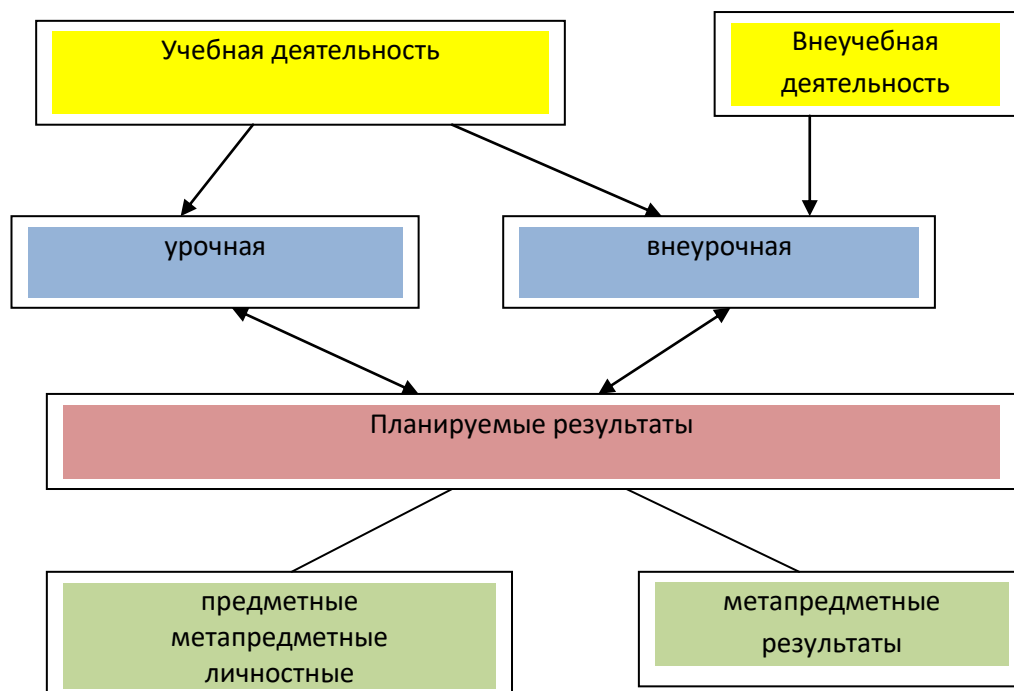 Учебная деятельность
Внеучебная
деятельность
урочная
внеурочная
Планируемые результаты
предметные
метапредметные
личностные
метапредметные
результаты